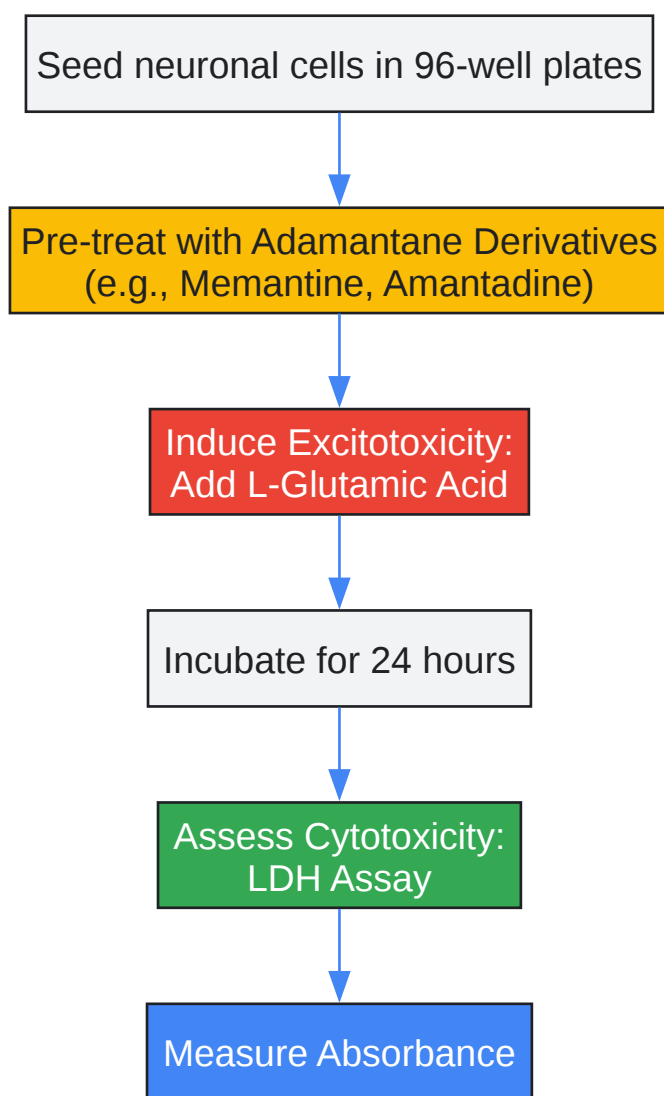 Seed neuronal cells in 96-well plates
Pre-treat with Adamantane Derivatives
(e.g., Memantine, Amantadine)
Induce Excitotoxicity:
Add L-Glutamic Acid
Incubate for 24 hours
Assess Cytotoxicity:
LDH Assay
Measure Absorbance